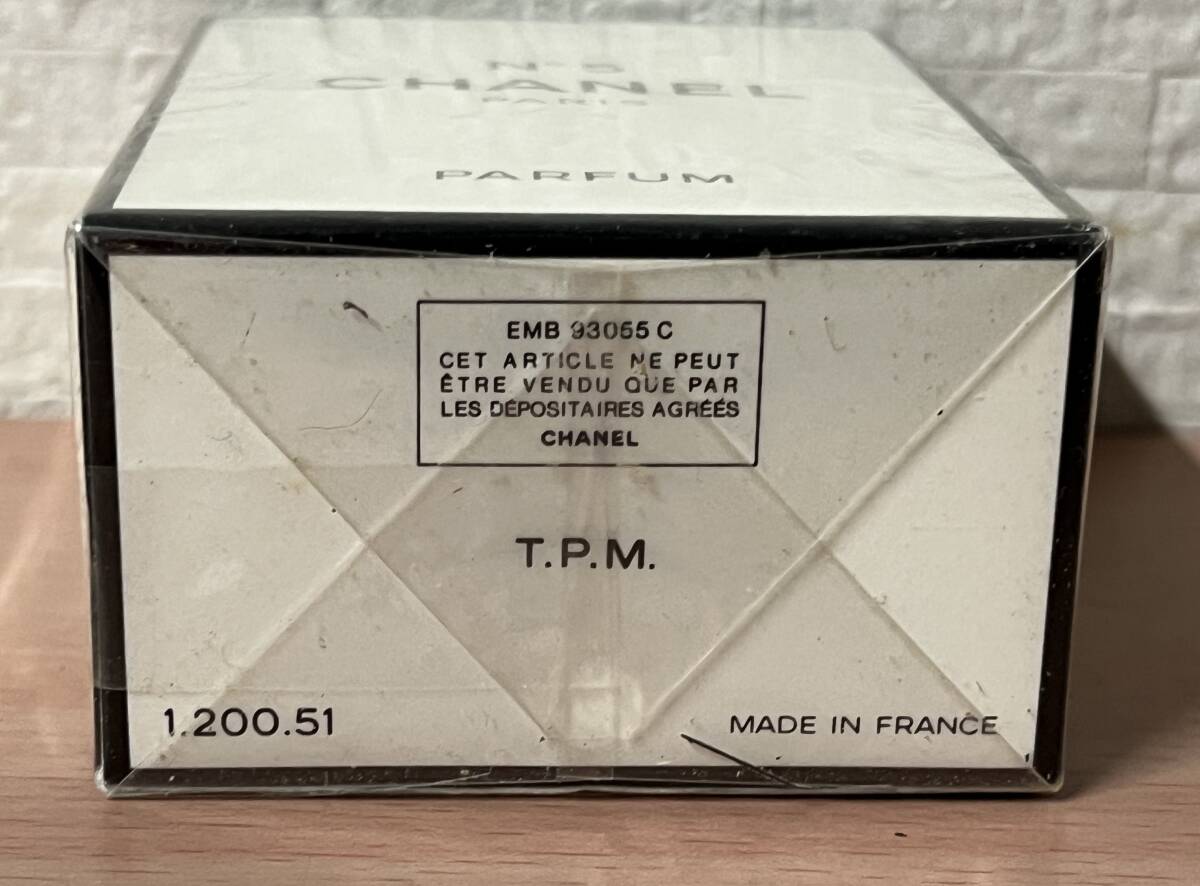 N°5
CHANEL
PARIS
PARFUM
EMB 93055 C
CET ARTICLE NE PEUT
ÊTRE VENDU QUE PAR
LES DÉPOSITAIRES AGRÉÉS
CHANEL
T.P.M.
1.200.51
MADE IN FRANCE